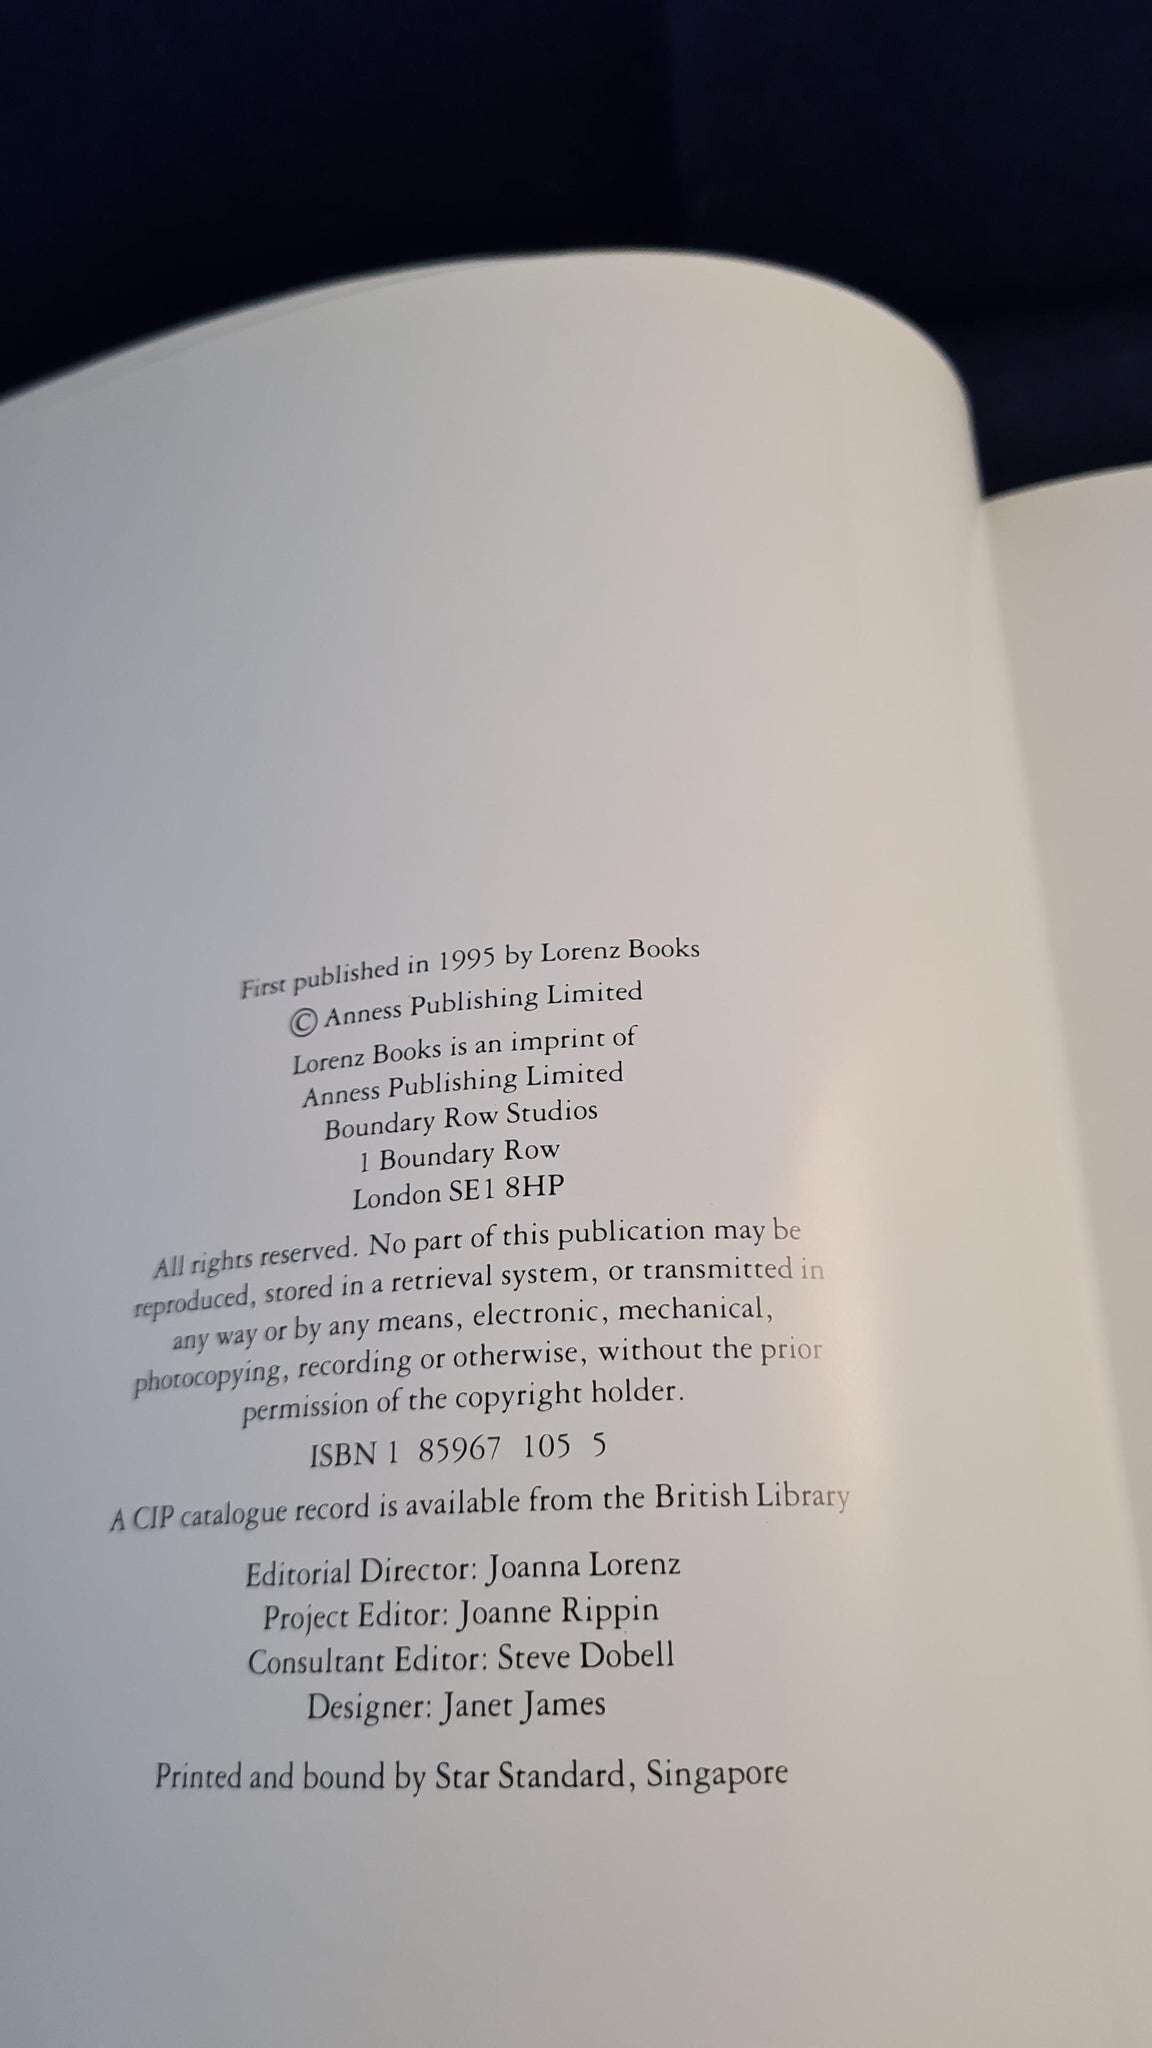 First published in 1995 by Lorenz Books
© Anness Publishing Limited
Lorenz Books is an imprint of
Anness Publishing Limited
Boundary Row Studios
1 Boundary Row
London SE1 8HP
All rights reserved. No part of this publication may be
reproduced, stored in a retrieval system, or transmitted in
any way or by any means, electronic, mechanical,
photocopying, recording or otherwise, without the prior
permission of the copyright holder.
ISBN 1 85967 105 5
A CIP catalogue record is available from the British Library
Editorial Director: Joanna Lorenz
Project Editor: Joanne Rippin
Consultant Editor: Steve Dobell
Designer: Janet James
Printed and bound by Star Standard, Singapore